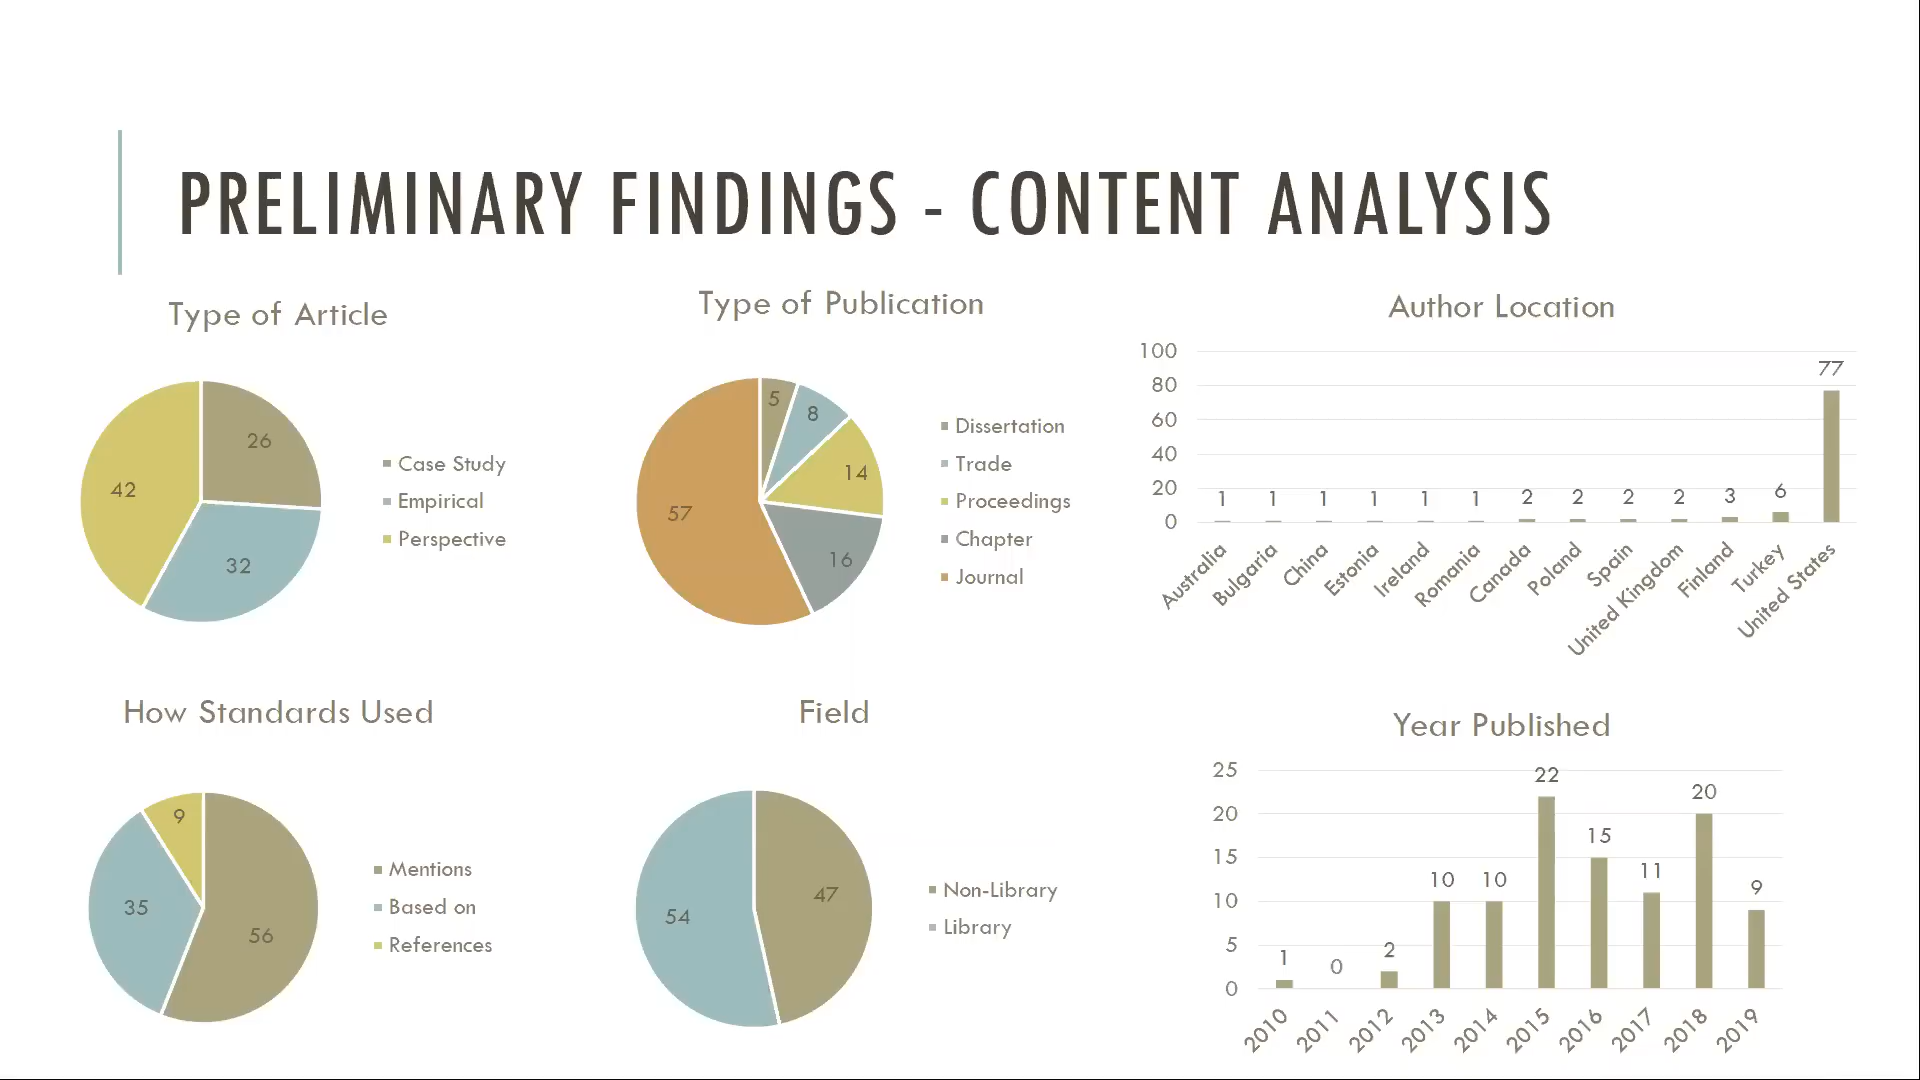 PRELIMINARY FINDINGS - CONTENT ANALYSIS
Type of Article
26
32
42
Case Study
Empirical
Perspective
Type of Publication
5
8
14
16
57
Dissertation
Trade
Proceedings
Chapter
Journal
Author Location
100
80
60
40
20
0
1
1
1
1
1
1
2
2
2
2
3
6
77
Australia
Bulgaria
China
Estonia
Ireland
Romania
Canada
Poland
Spain
United Kingdom
Finland
Turkey
United States
How Standards Used
9
35
56
Mentions
Based on
References
Field
54
47
Non-Library
Library
Year Published
25
20
15
10
5
0
1
0
2
10
10
22
15
11
20
9
2010
2011
2012
2013
2014
2015
2016
2017
2018
2019